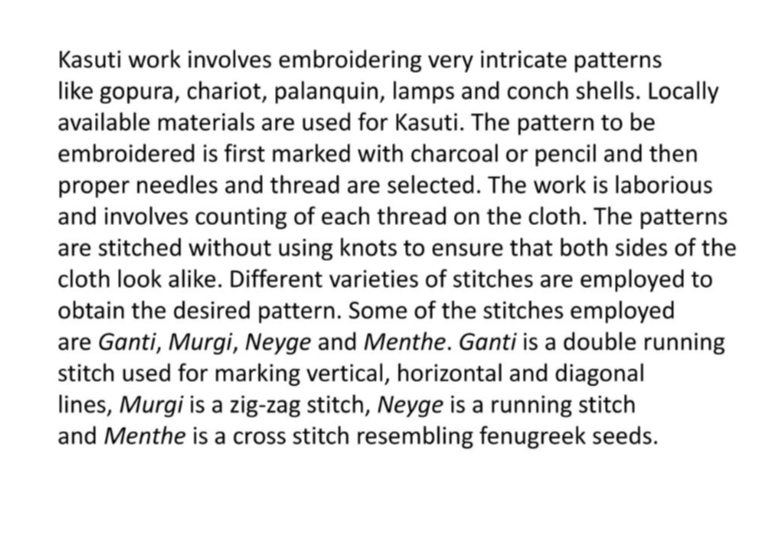 Kasuti work involves embroidering very intricate patterns
like gopura, chariot, palanquin, lamps and conch shells. Locally
available materials are used for Kasuti. The pattern to be
embroidered is first marked with charcoal or pencil and then
proper needles and thread are selected. The work is laborious
and involves counting of each thread on the cloth. The patterns
are stitched without using knots to ensure that both sides of the
cloth look alike. Different varieties of stitches are employed to
obtain the desired pattern. Some of the stitches employed
are Ganti, Murgi, Neyge and Menthe. Ganti is a double running
stitch used for marking vertical, horizontal and diagonal
lines, Murgi is a zig-zag stitch, Neyge is a running stitch
and Menthe is a cross stitch resembling fenugreek seeds.